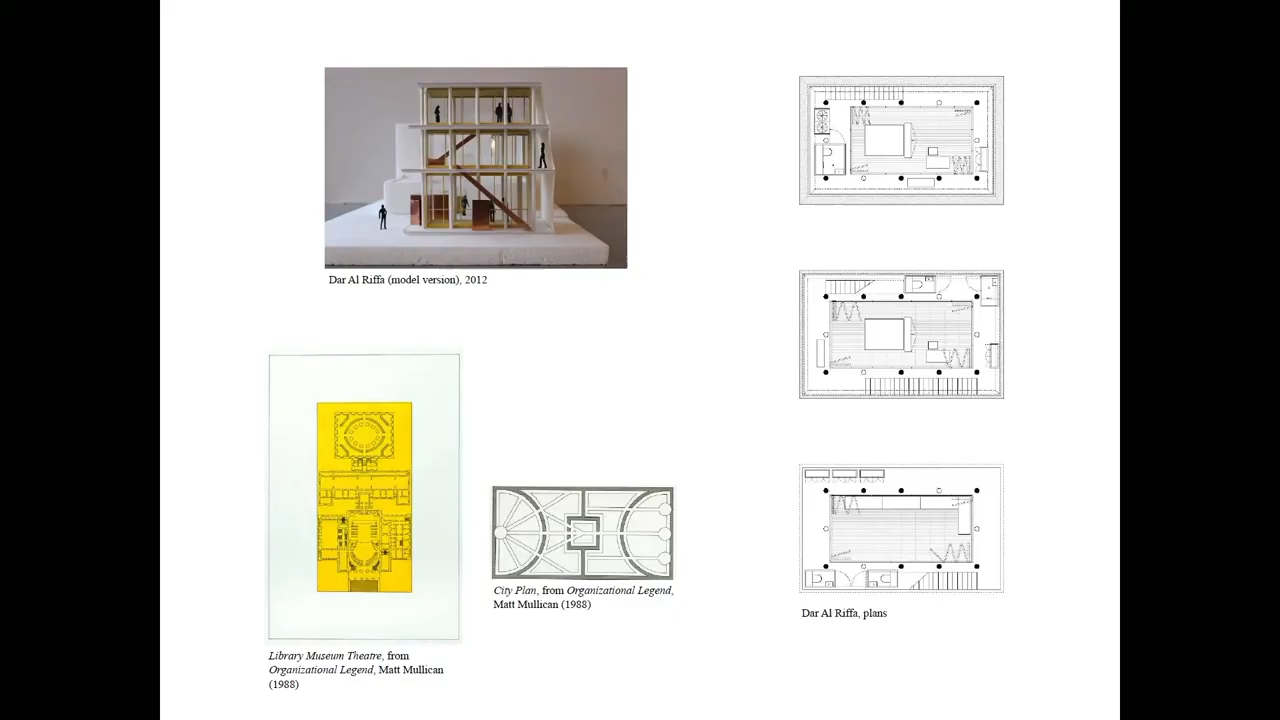 Dar Al Riffa (model version), 2012
City Plan, from Organizational Legend,
Matt Mullican (1988)
Dar Al Riffa, plans
Library Museum Theatre, from
Organizational Legend, Matt Mullican
(1988)